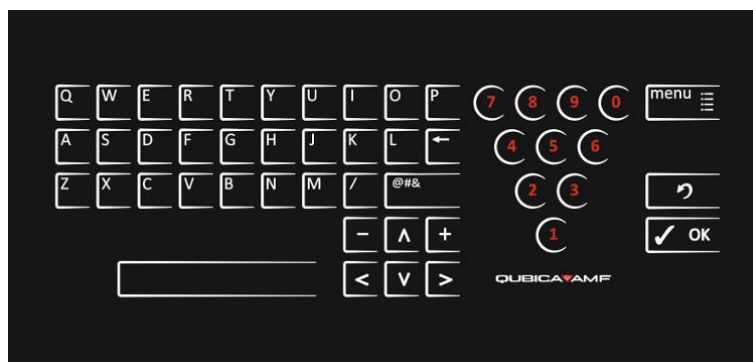 Q W E R T Y U I O P 7 8 9 0 menu
A S D F G H J K L ← 4 5 6
Z X C V B N M / @#& 2 3
- ∧ + 1 ✓ OK
< ∨ > QUBICAAMF